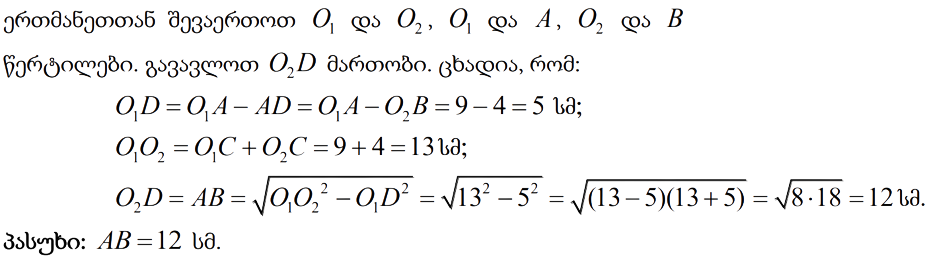 ერთმანეთთან შევაერთოთ O₁ და O₂, O₁ და A, O₂ და B
წერტილები. გავავლოთ O₂D მართობი. ცხადია, რომ:
O₁D = O₁A − AD = O₁A − O₂B = 9 − 4 = 5 სმ;
O₁O₂ = O₁C + O₂C = 9 + 4 = 13 სმ;
O₂D = AB = √(O₁O₂² − O₁D²) = √(13² − 5²) = √((13 − 5)(13 + 5)) = √(8 · 18) = 12 სმ.
პასუხი: AB = 12 სმ.